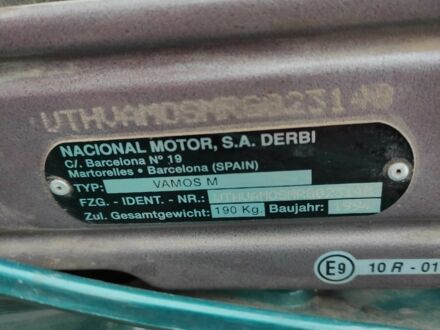 NACIONAL MOTOR, S.A. DERBI
C/. Barcelona Nº 19
Martorelles - Barcelona (SPAIN)
TYP: VAMOS M
FZG. - IDENT. - NR.:
Zul. Gesamtgewicht: 190 Kg. Baujahr:
E9 10 R - 01